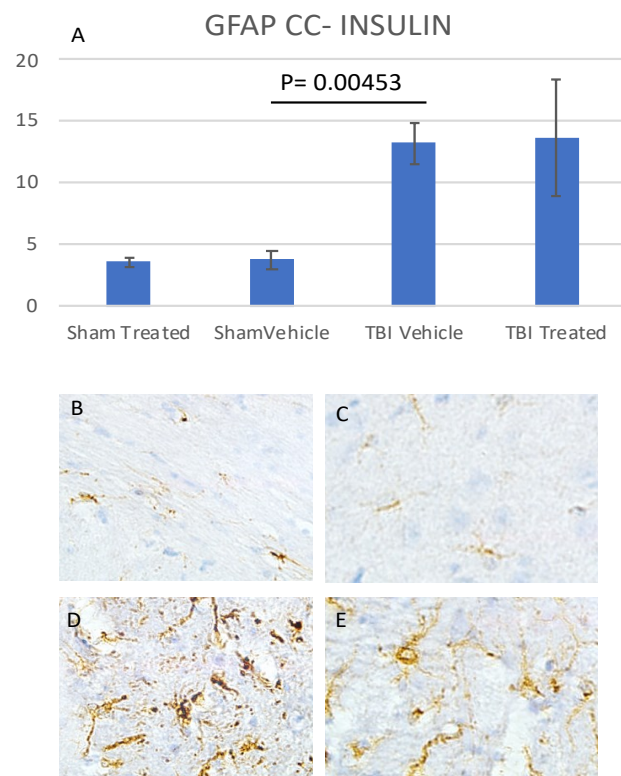 A
GFAP CC- INSULIN
20
P= 0.00453
15
10
5
0
Sham Treated
ShamVehicle
TBI Vehicle
TBI Treated
B
C
D
E